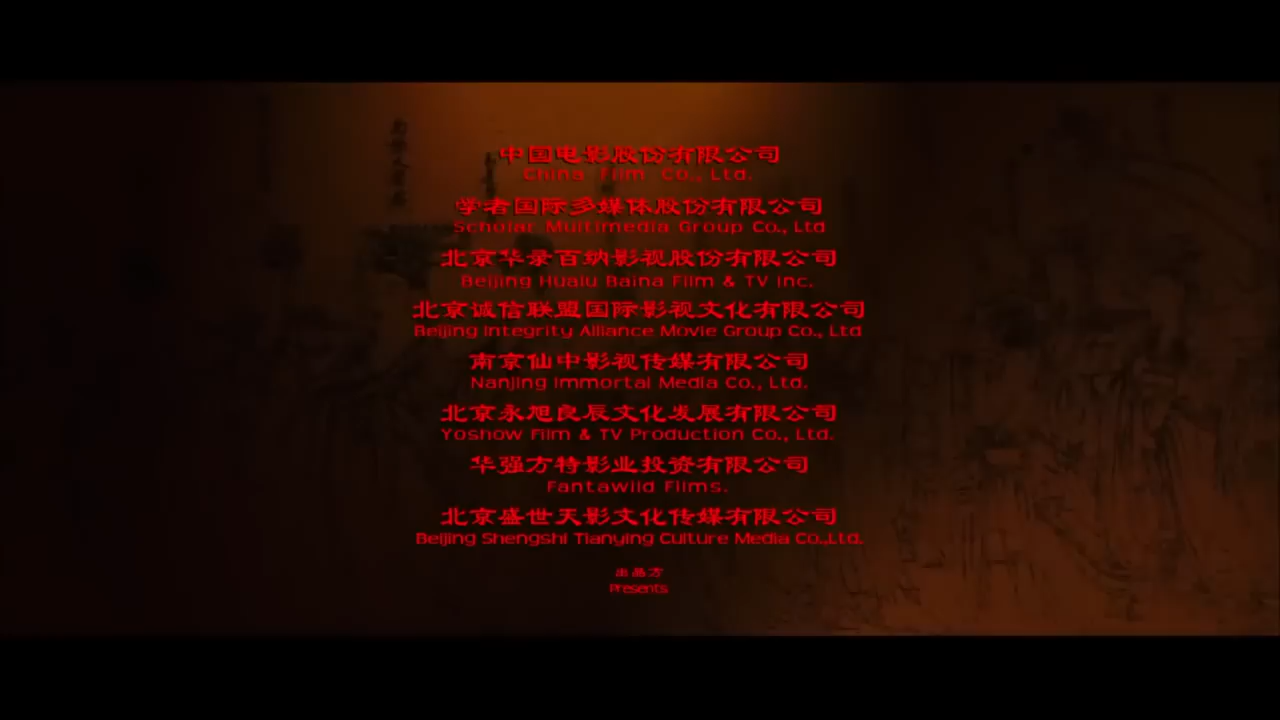 中国电影股份有限公司
China Film Co., Ltd.
学者国际多媒体股份有限公司
Scholar Multimedia Group Co., Ltd
北京华录百纳影视股份有限公司
Beijing Hualu Baina Film & TV Inc.
北京诚信联盟国际影视文化有限公司
Beijing Integrity Alliance Movie Group Co., Ltd
南京仙中影视传媒有限公司
Nanjing Immortal Media Co., Ltd.
北京永旭良辰文化发展有限公司
Yoshow Film & TV Production Co., Ltd.
华强方特影业投资有限公司
Fantawild Films.
北京盛世天影文化传媒有限公司
Beijing Shengshi Tianying Culture Media Co.,Ltd.
出品方
Presents